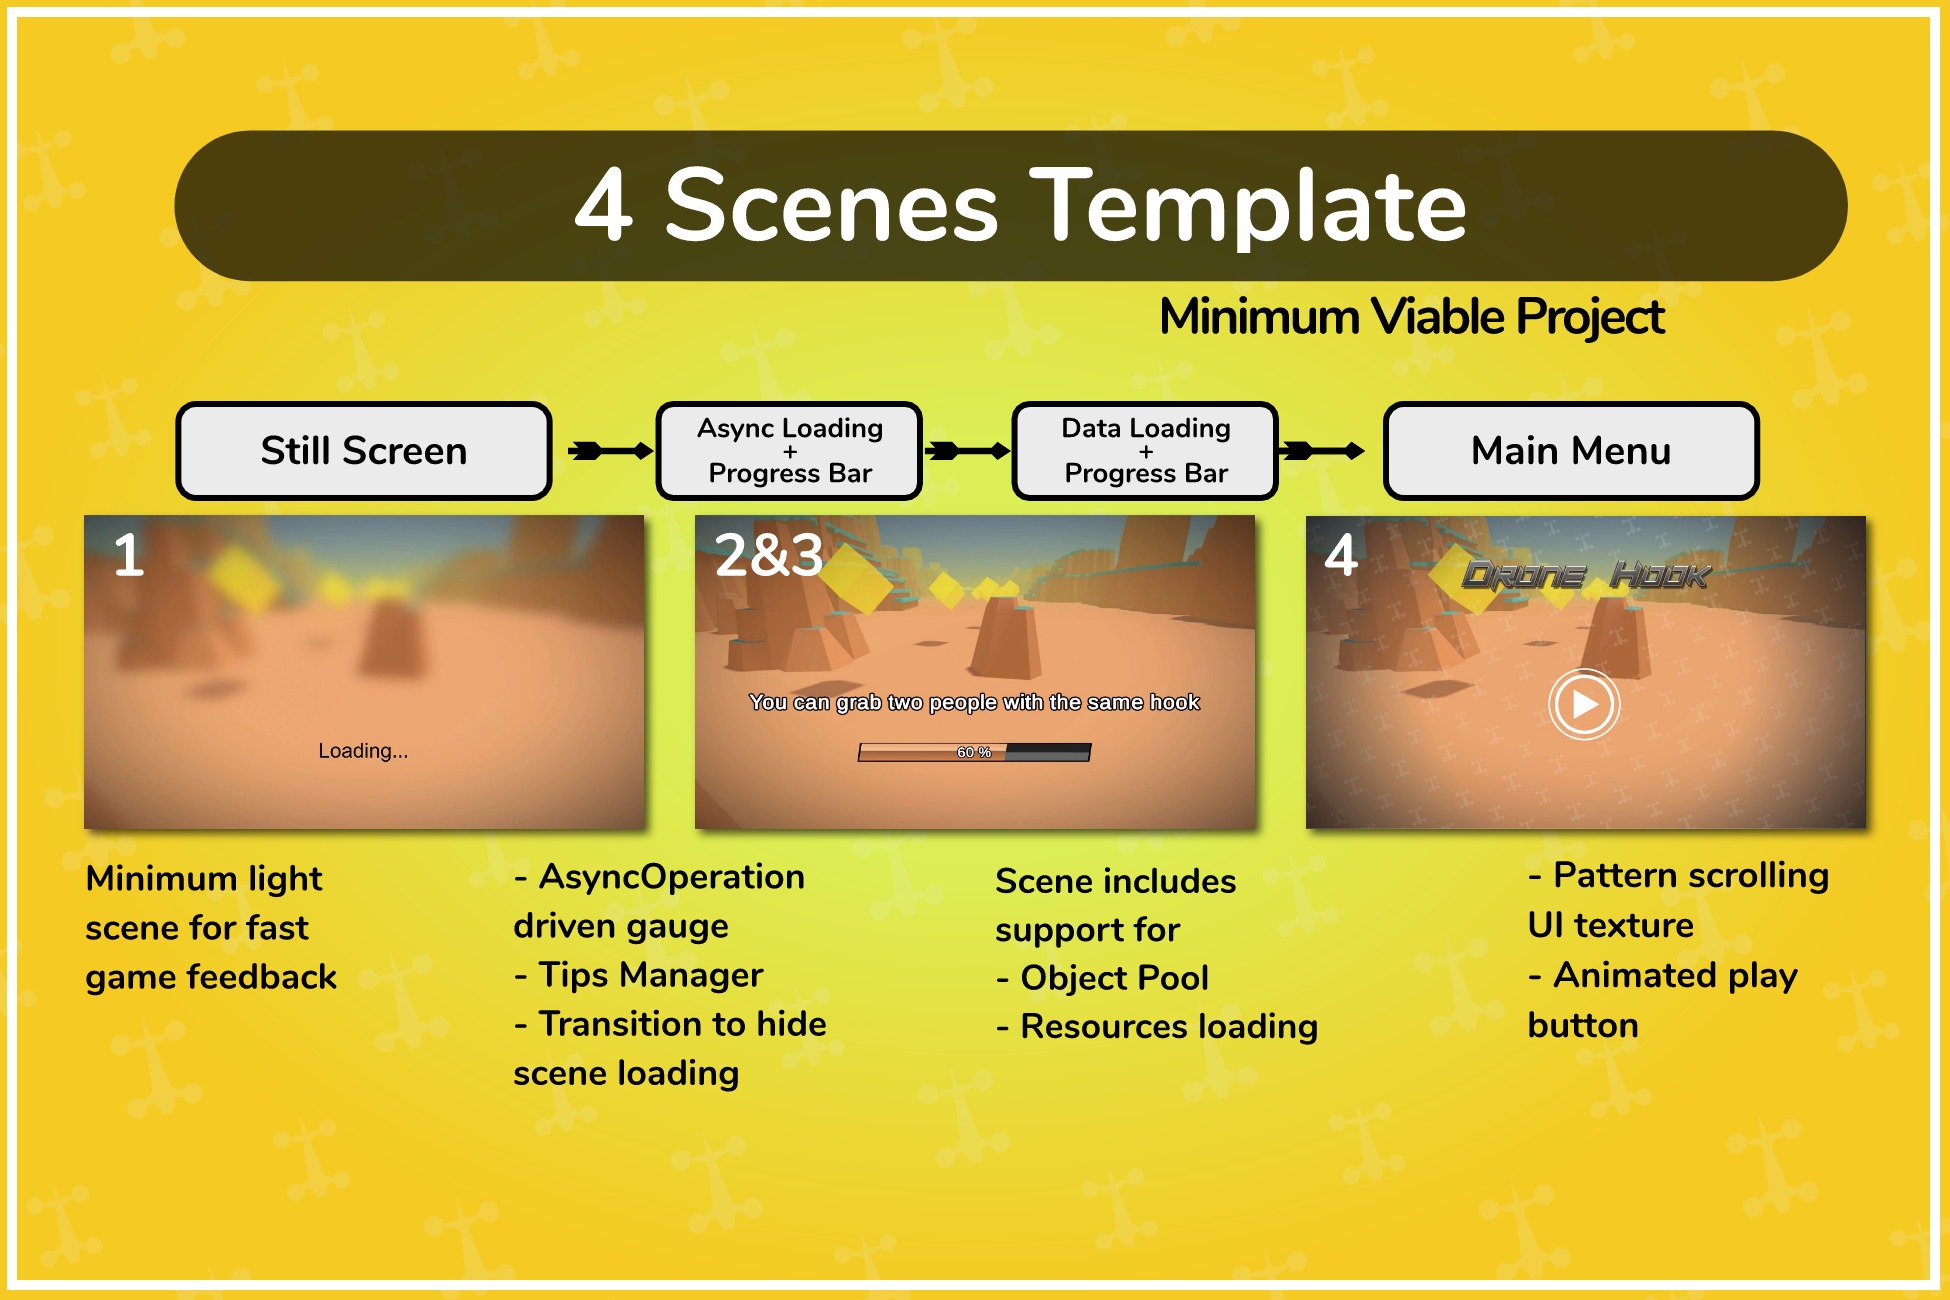 4 Scenes Template
Minimum Viable Project
Still Screen
Async Loading
+
Progress Bar
Data Loading
+
Progress Bar
Main Menu
1
Loading...
2&3
You can grab two people with the same hook
60 %
4
Drone Hook
Minimum light
scene for fast
game feedback
- AsyncOperation
driven gauge
- Tips Manager
- Transition to hide
scene loading
Scene includes
support for
- Object Pool
- Resources loading
- Pattern scrolling
UI texture
- Animated play
button